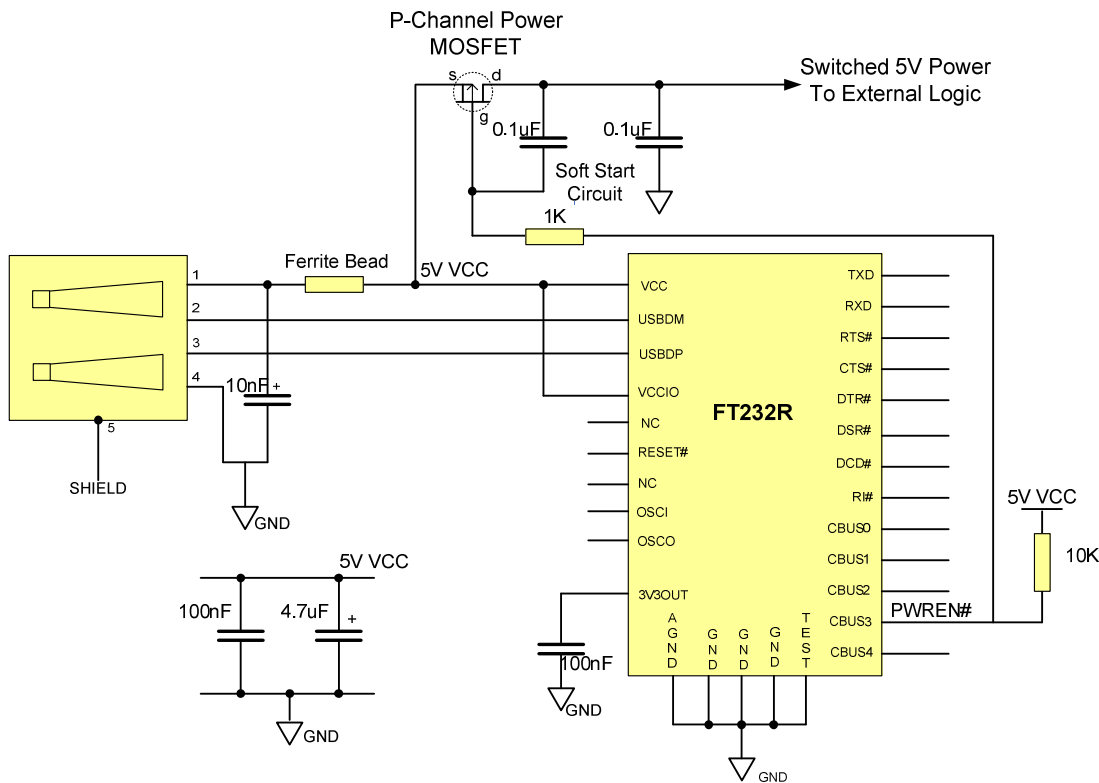 P-Channel Power
MOSFET
s
d
g
Switched 5V Power
To External Logic
0.1uF
0.1uF
Soft Start
Circuit
1K
Ferrite Bead
5V VCC
1
2
3
4
5
10nF +
SHIELD
GND
VCC
USBDM
USBDP
VCCIO
NC
RESET#
NC
OSCI
OSCO
3V3OUT
FT232R
TXD
RXD
RTS#
CTS#
DTR#
DSR#
DCD#
RI#
CBUS0
CBUS1
CBUS2
CBUS3
CBUS4
PWREN#
5V VCC
10K
AGND
GND
GND
GND
TEST
GND
100nF
GND
5V VCC
100nF
4.7uF
+
GND